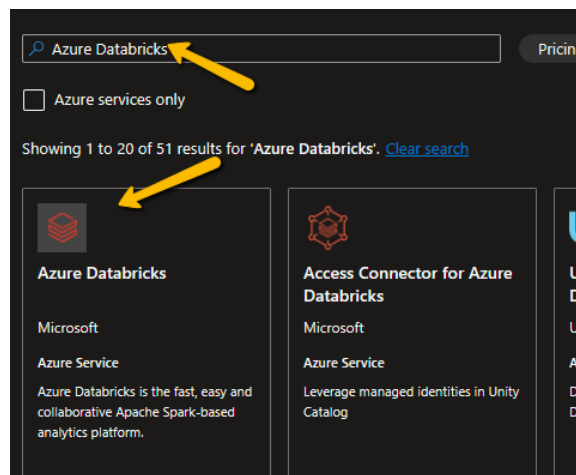 Azure Databricks
Pricin
Azure services only
Showing 1 to 20 of 51 results for 'Azure Databricks'. Clear search
Azure Databricks
Microsoft
Azure Service
Azure Databricks is the fast, easy and
collaborative Apache Spark-based
analytics platform.
Access Connector for Azure
Databricks
Microsoft
Azure Service
Leverage managed identities in Unity
Catalog